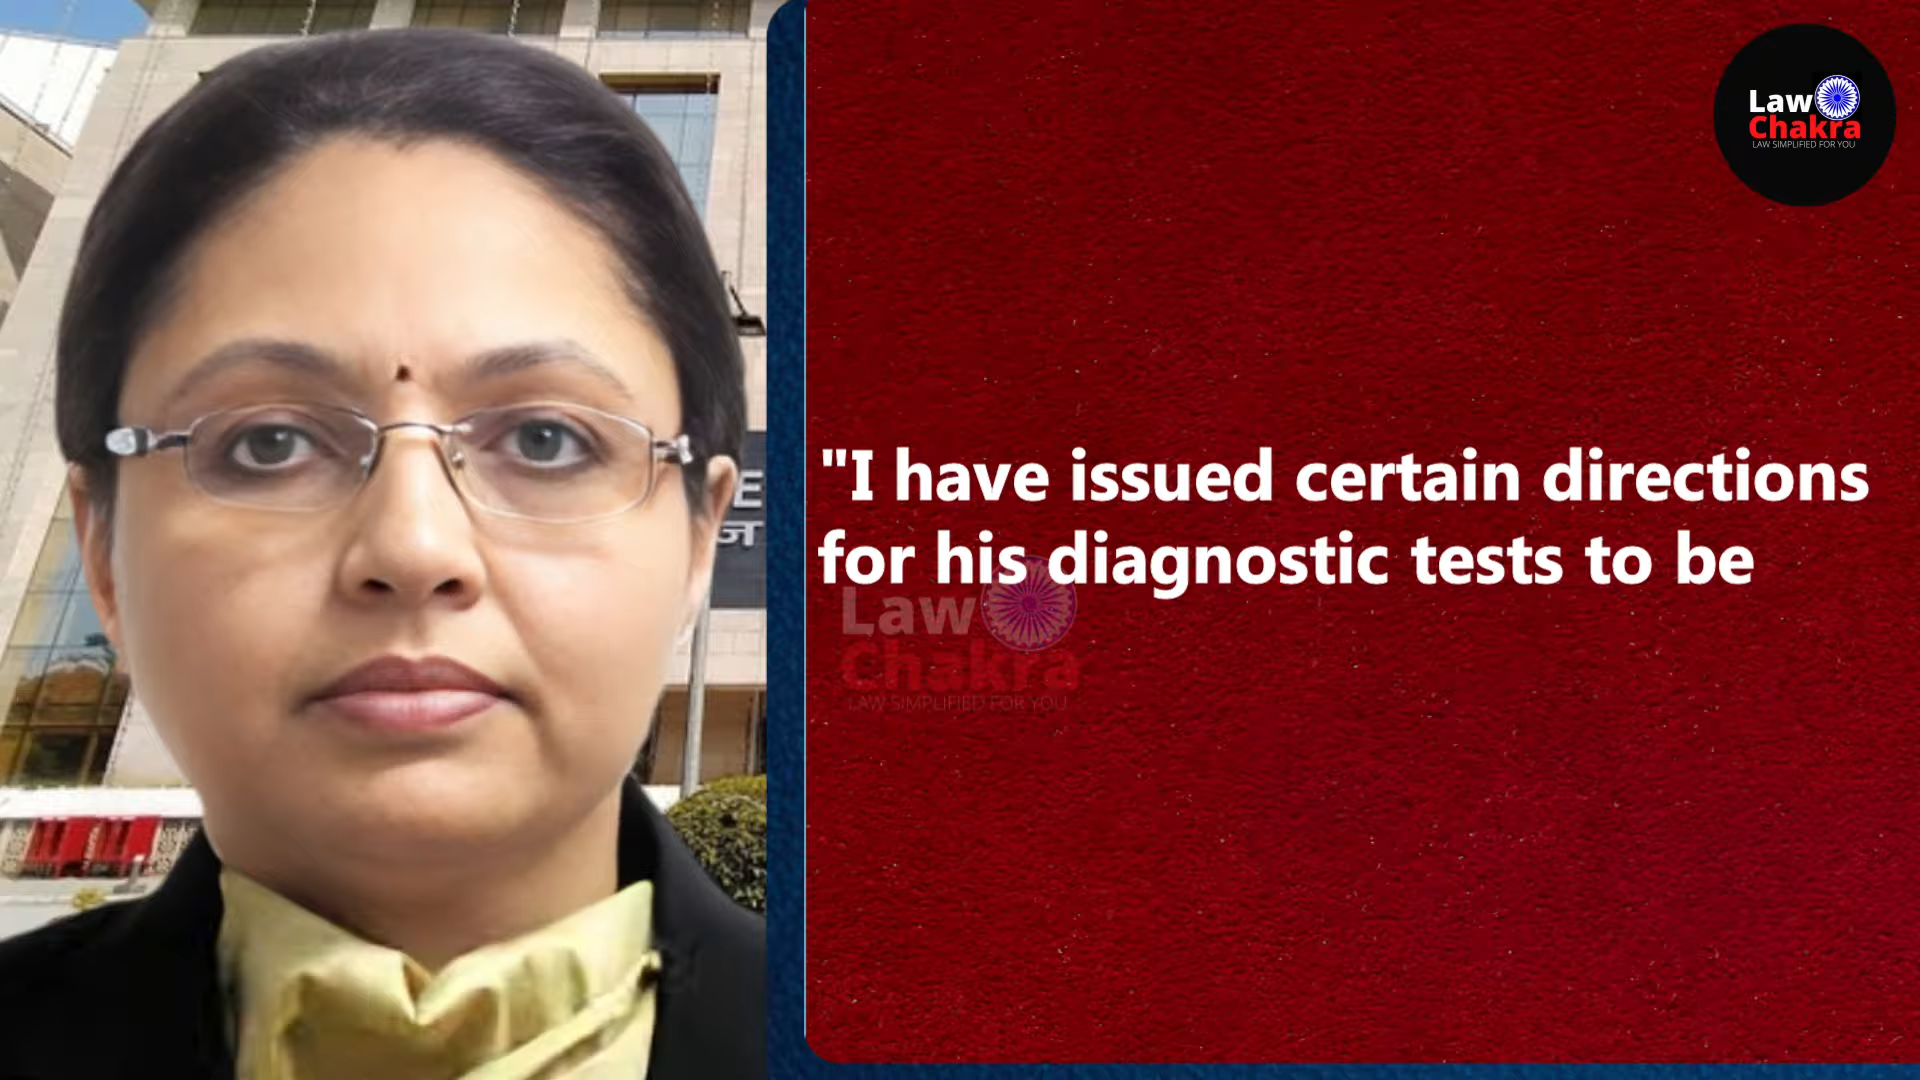 Law
Chakra
LAW SIMPLIFIED FOR YOU
E
ज
"I have issued certain directions
for his diagnostic tests to be
Law
Chakra
LAW SIMPLIFIED FOR YOU